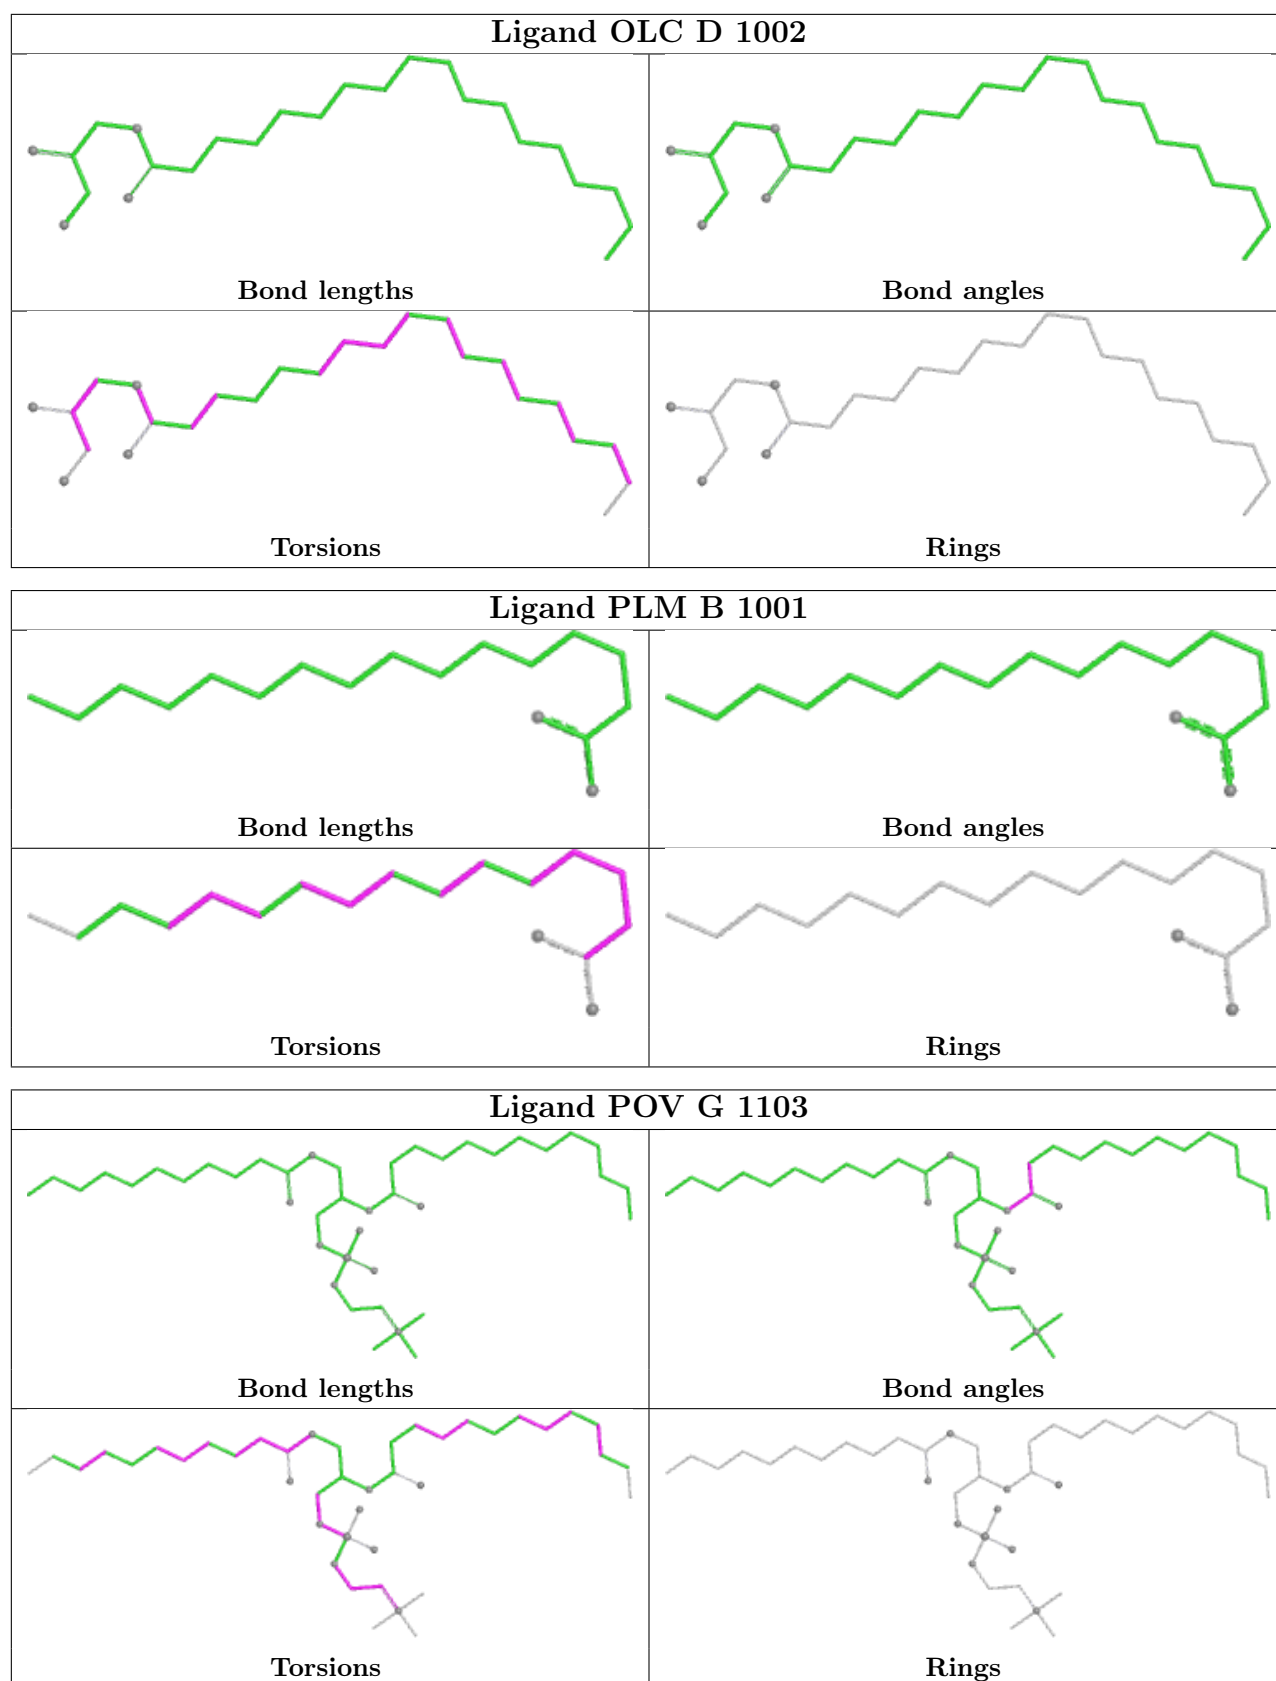 Ligand OLC D 1002
Bond lengths
Bond angles
Torsions
Rings
Ligand PLM B 1001
Bond lengths
Bond angles
Torsions
Rings
Ligand POV G 1103
Bond lengths
Bond angles
Torsions
Rings